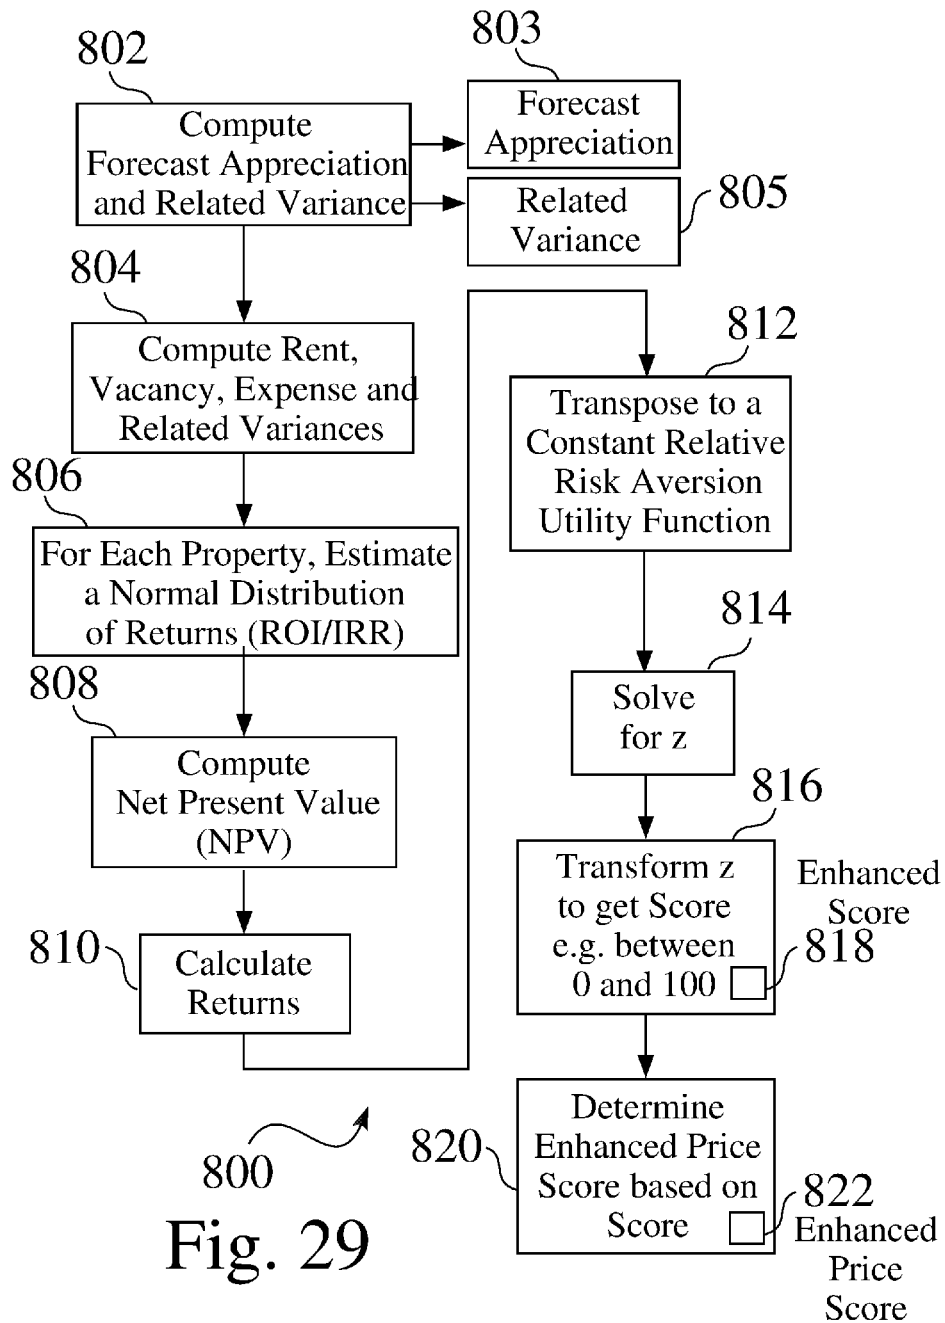 802
Compute
Forecast Appreciation
and Related Variance
803
Forecast
Appreciation
805
Related
Variance
804
Compute Rent,
Vacancy, Expense and
Related Variances
806
For Each Property, Estimate
a Normal Distribution
of Returns (ROI/IRR)
808
Compute
Net Present Value
(NPV)
810
Calculate
Returns
812
Transpose to a
Constant Relative
Risk Aversion
Utility Function
814
Solve
for z
816
Transform z
to get Score
e.g. between
0 and 100
Enhanced
Score
818
820
Determine
Enhanced Price
Score based on
Score
822
Enhanced
Price
Score
800
Fig. 29